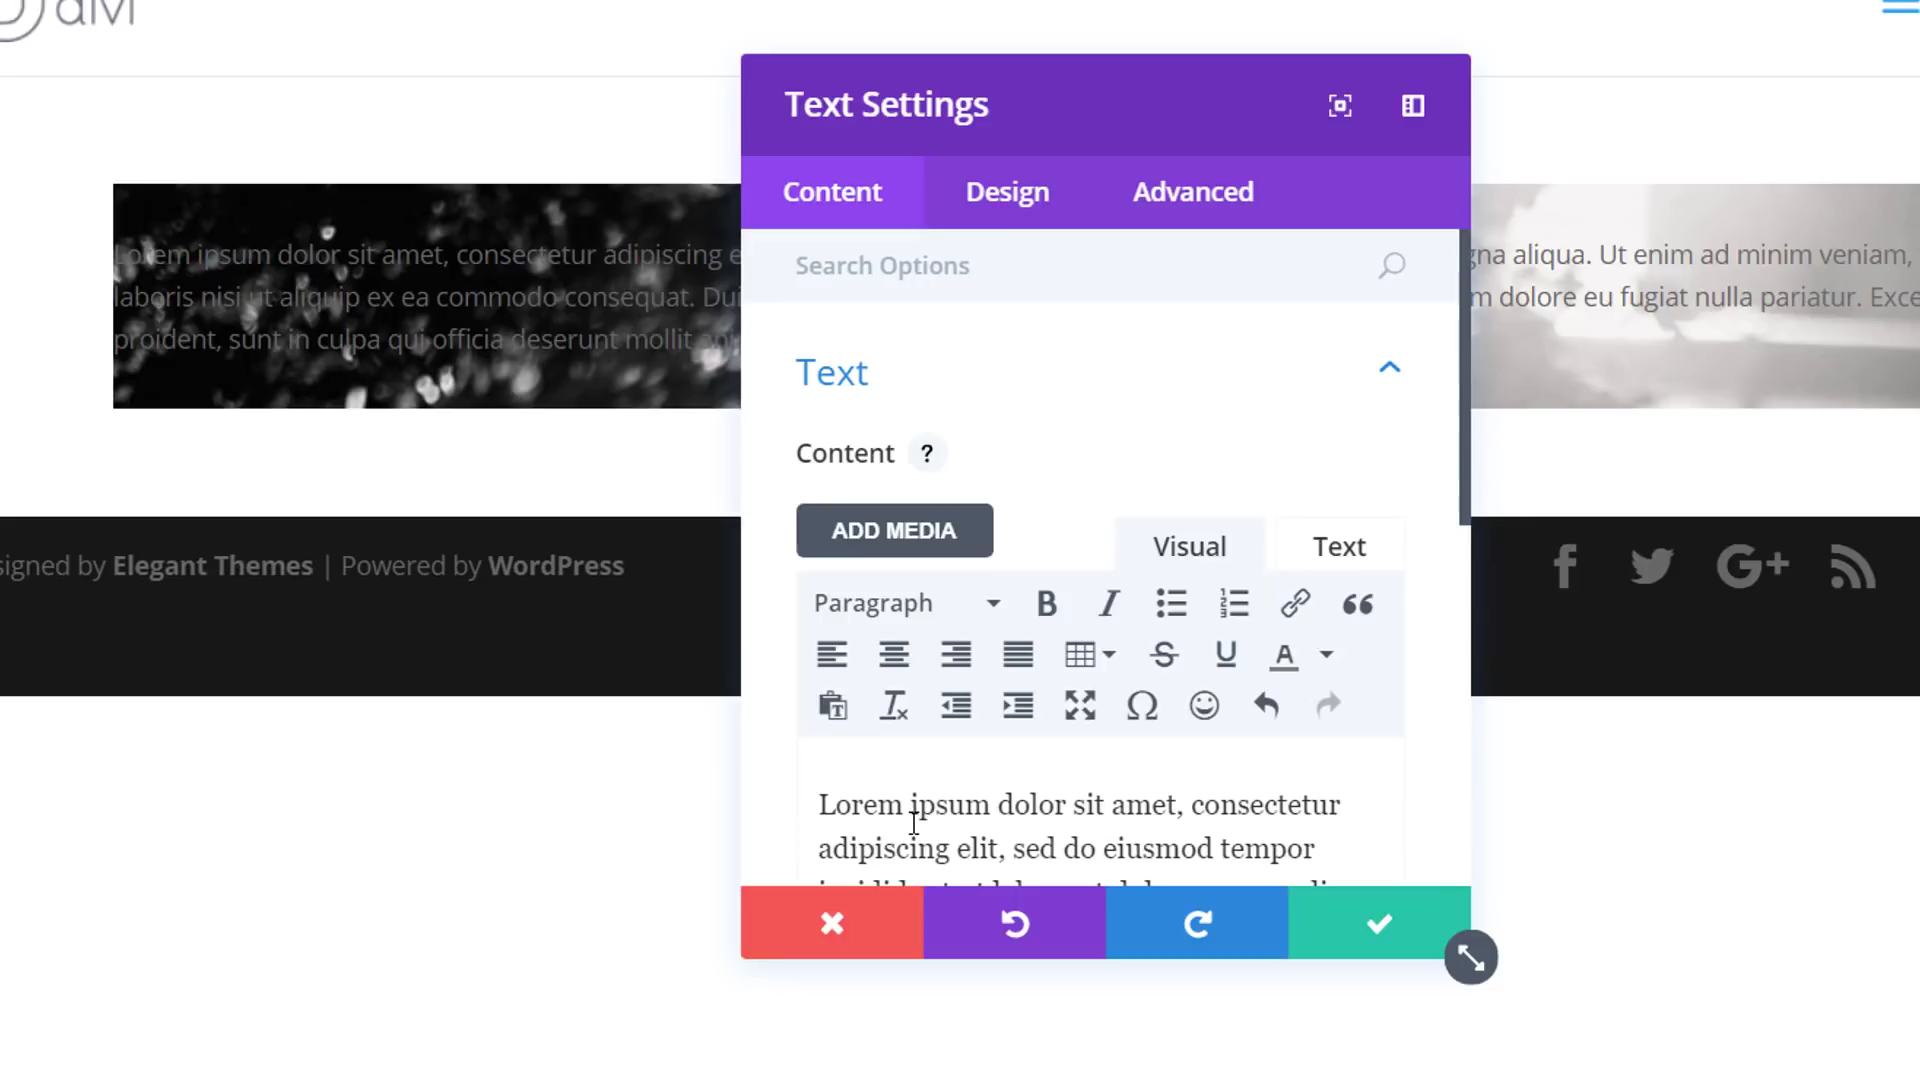 aM
Text Settings
Content Design Advanced
Search Options
Lorem ipsum dolor sit amet, consectetur adipiscing
laboris nisi ut aliquip ex ea commodo consequat.
proident, sunt in culpa qui officia deserunt mollit
aliqua. Ut enim ad minim veniam,
dolore eu fugiat nulla pariatur.
Text
Content ?
ADD MEDIA
Visual Text
Paragraph
Lorem ipsum dolor sit amet, consectetur
adipiscing elit, sed do eiusmod tempor
signed by Elegant Themes | Powered by WordPress